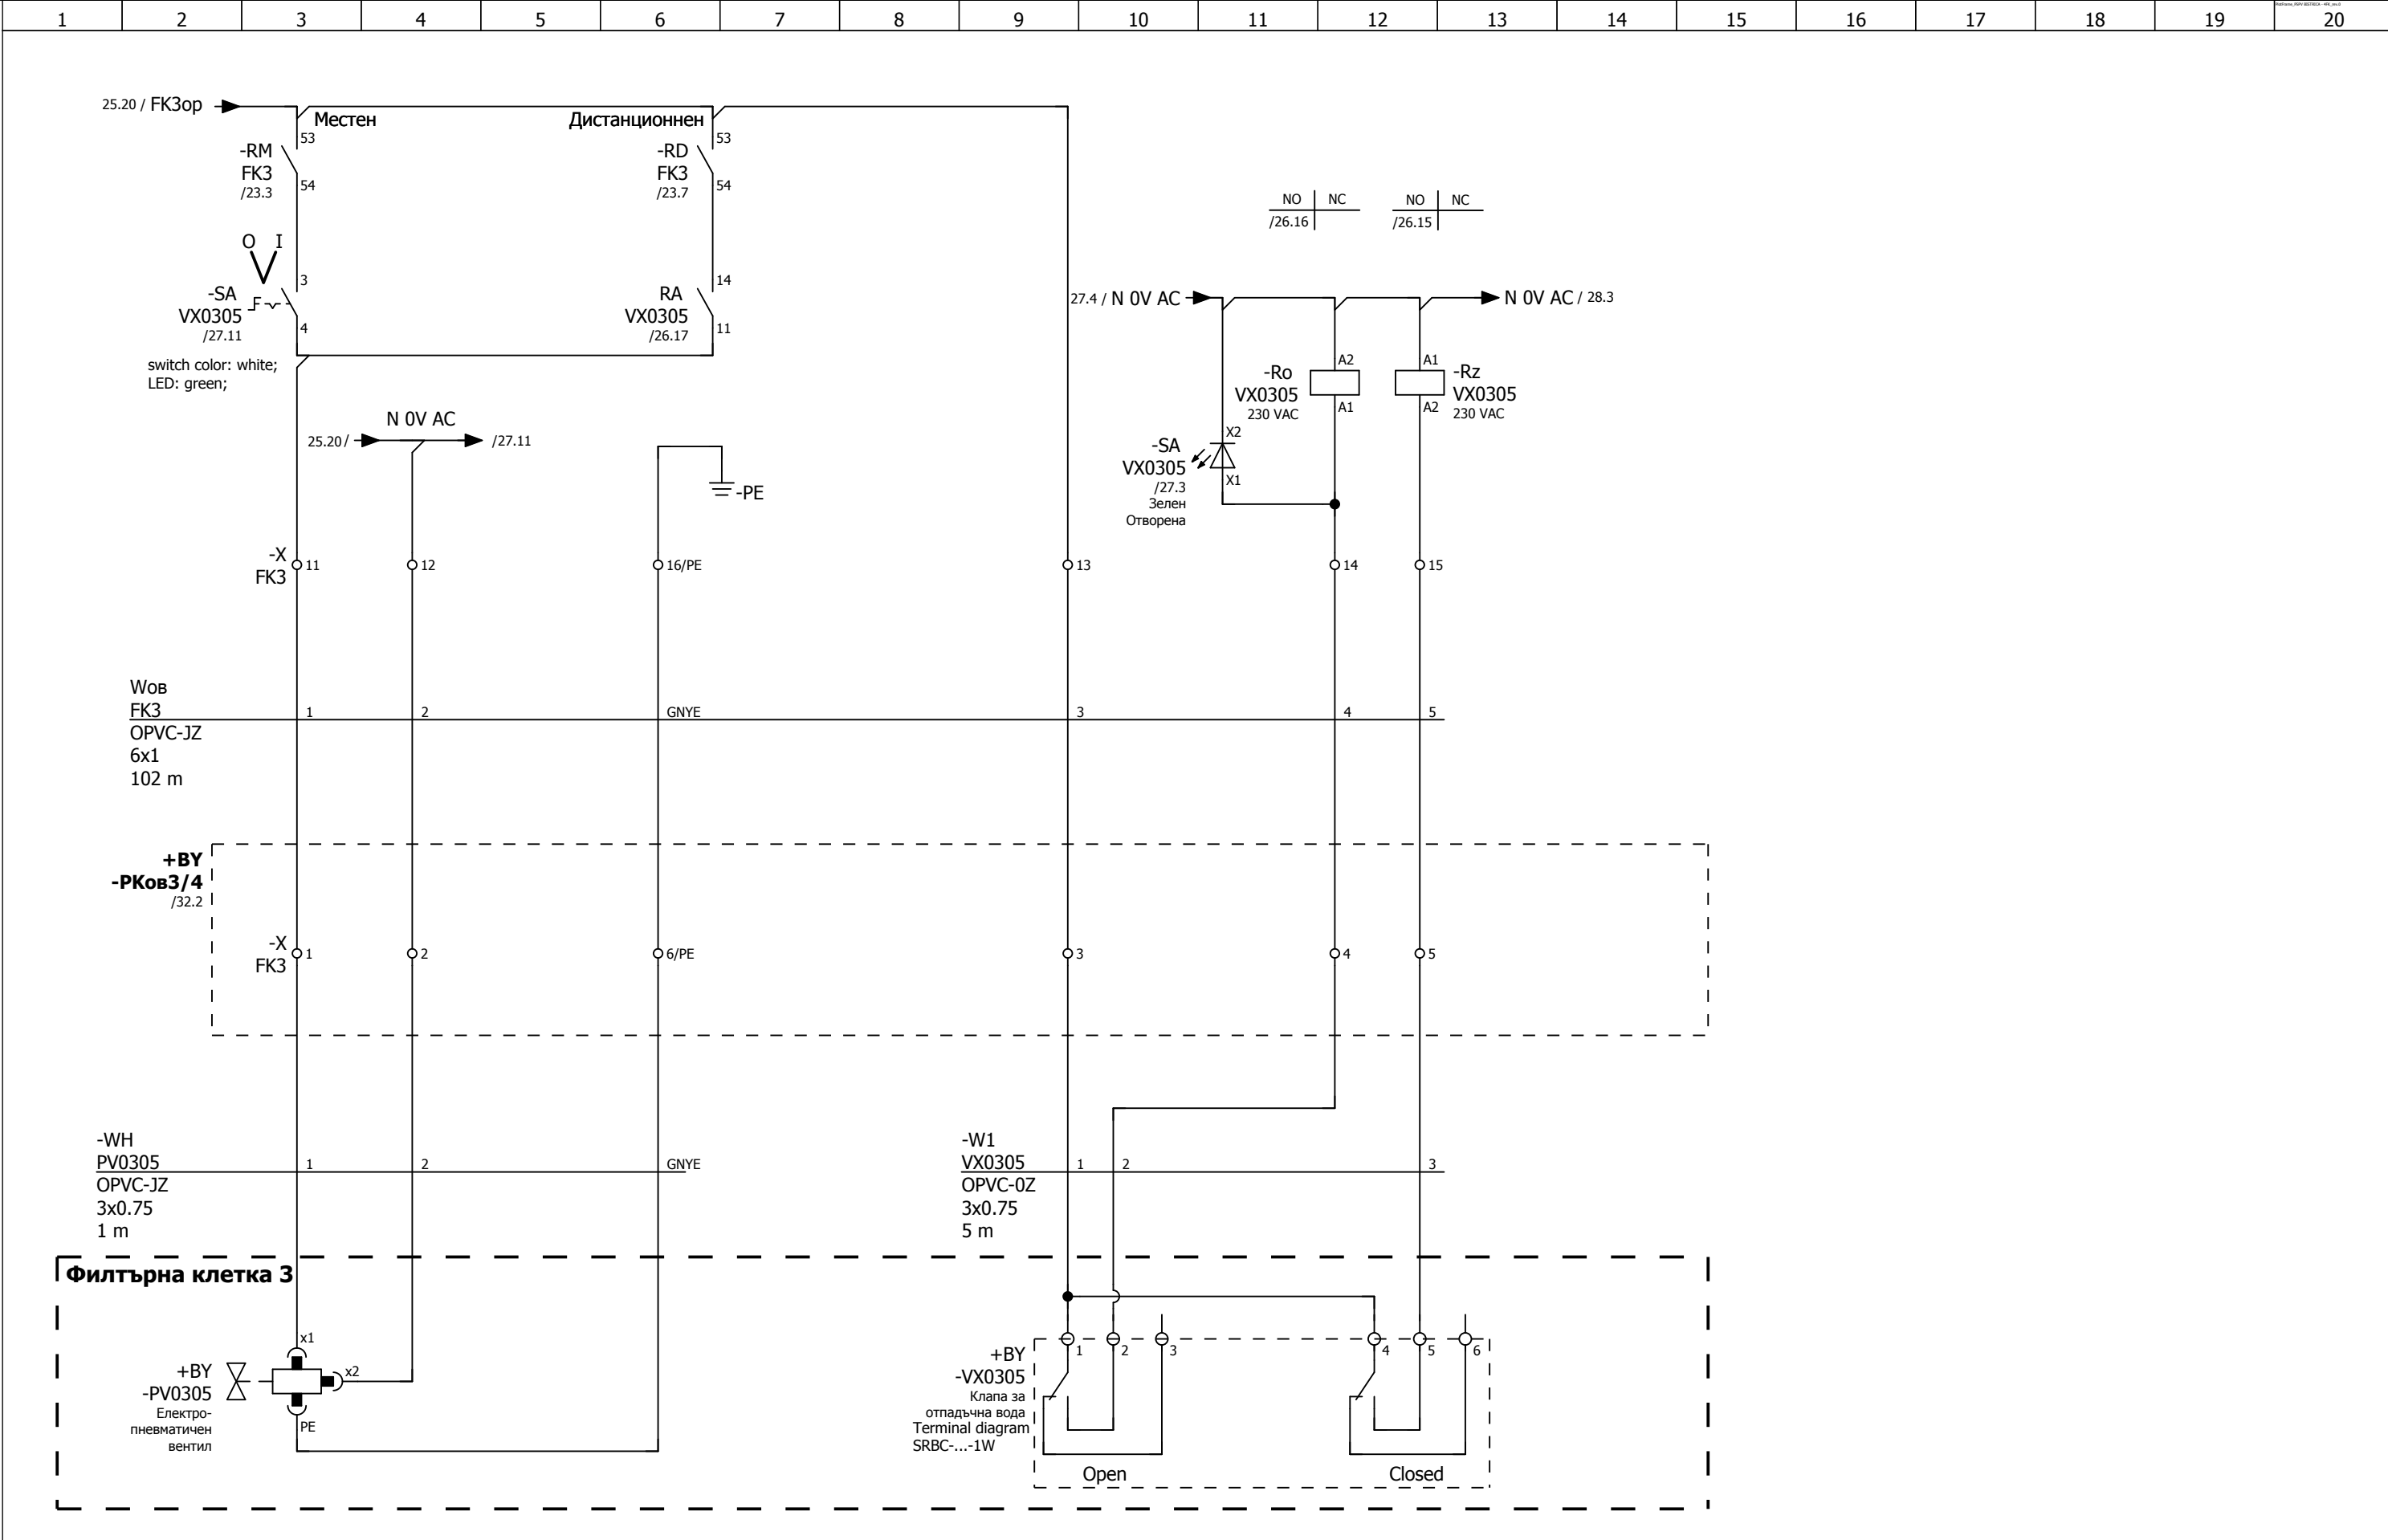 1 2 3 4 5 6 7 8 9 10 11 12 13 14 15 16 17 18 19 20
25.20 / FK3op
Местен
Дистанционнен
53
-RM
FK3
/23.3
54
53
-RD
FK3
/23.7
54
NO NC
/26.16
NO NC
/26.15
O I
3
-SA
VX0305
/27.11
4
switch color: white;
LED: green;
14
RA
VX0305
/26.17
11
27.4 / N 0V AC
N 0V AC / 28.3
A2
-Ro
VX0305
230 VAC
A1
A1
-Rz
VX0305
230 VAC
A2
N 0V AC
25.20 /
/27.11
-PE
X2
-SA
VX0305
/27.3
Зелен
Отворена
X1
-X
FK3
11
12
16/PE
13
14
15
Wов
FK3
OPVC-JZ
6x1
102 m
1
2
GNYE
3
4
5
+BY
-РКов3/4
/32.2
-X
FK3
1
2
6/PE
3
4
5
-WH
PV0305
OPVC-JZ
3x0.75
1 m
1
2
GNYE
-W1
VX0305
OPVC-0Z
3x0.75
5 m
1
2
3
Филтърна клетка 3
x1
x2
PE
+BY
-PV0305
Електро-
пневматичен
вентил
+BY
-VX0305
Клапа за
отпадъчна вода
Terminal diagram
SRBC-...-1W
1
2
3
4
5
6
Open
Closed